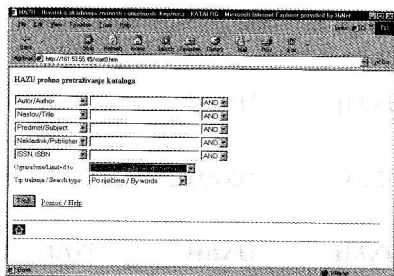 HAZU - Hrvatska akademija znanosti i umjetnosti Knjižnica KATALOG - Microsoft Internet Explorer provided by HiNet
File Edit View Favorites Tools Help
Back Stop Refresh Home Search Favorites History Mail Print Edit
Address http://161.53.55.45/start0.htm
HAZU probno pretraživanje kataloga
Autor/Author AND
Naslov/Title AND
Predmet/Subject AND
Nakladnik/Publisher AND
ISSN, ISBN AND
Ograničeno/Limited to
Tip traženja / Search type: Po riječima / By words
Pomoć / Help